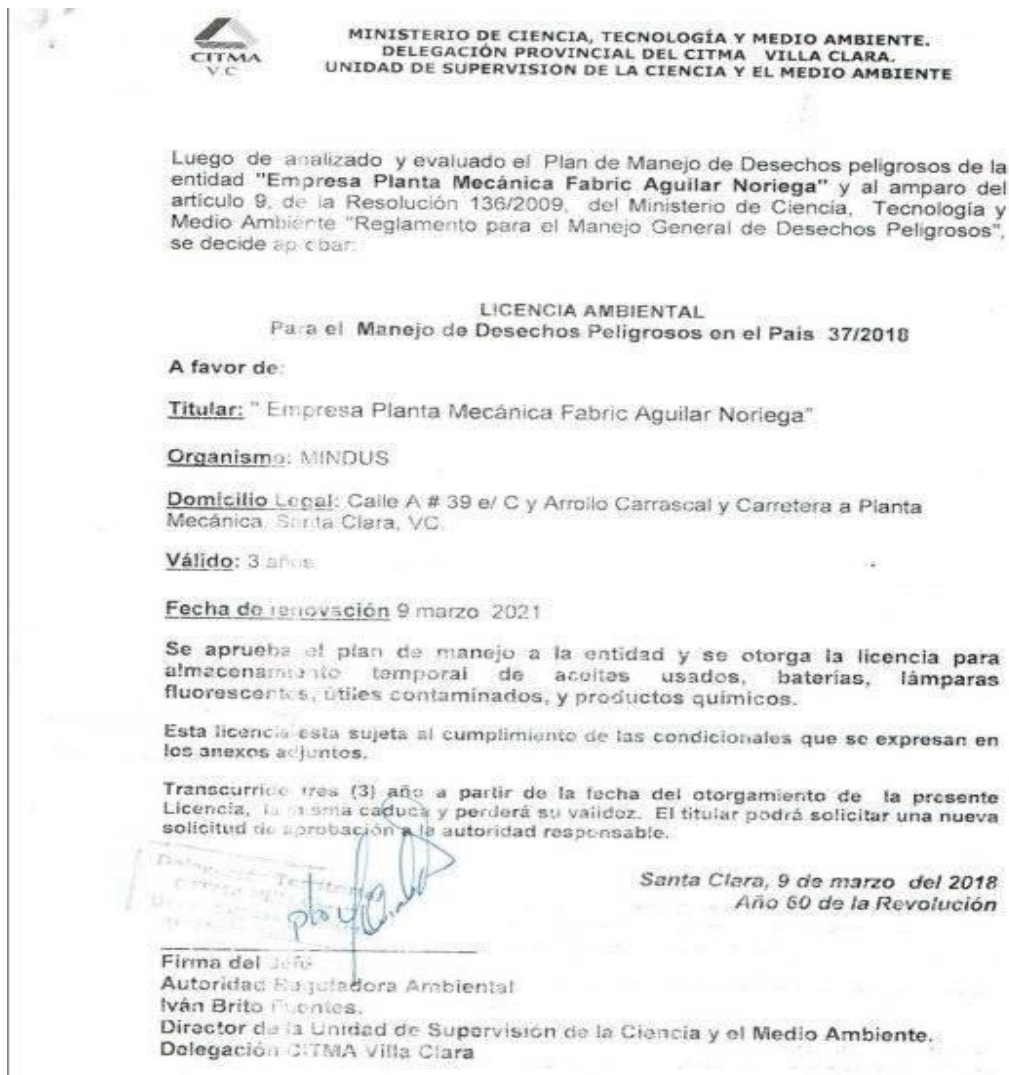 CITMA
V C
MINISTERIO DE CIENCIA, TECNOLOGÍA Y MEDIO AMBIENTE.
DELEGACIÓN PROVINCIAL DEL CITMA VILLA CLARA.
UNIDAD DE SUPERVISION DE LA CIENCIA Y EL MEDIO AMBIENTE
Luego de analizado y evaluado el Plan de Manejo de Desechos peligrosos de la
entidad "Empresa Planta Mecánica Fabric Aguilar Noriega" y al amparo del
artículo 9, de la Resolución 136/2009, del Ministerio de Ciencia, Tecnología y
Medio Ambiente "Reglamento para el Manejo General de Desechos Peligrosos",
se decide aprobar:
LICENCIA AMBIENTAL
Para el Manejo de Desechos Peligrosos en el Pais 37/2018
A favor de:
Titular: " Empresa Planta Mecánica Fabric Aguilar Noriega"
Organismo: MINDUS
Domicilio Legal: Calle A # 39 e/ C y Arrollo Carrascal y Carretera a Planta
Mecánica, Santa Clara, VC.
Válido: 3 años
Fecha de renovación 9 marzo 2021
Se aprueba el plan de manejo a la entidad y se otorga la licencia para
almacenamiento temporal de aceites usados, baterías, lámparas
fluorescentes, útiles contaminados, y productos químicos.
Esta licencia esta sujeta al cumplimiento de las condicionales que se expresan en
los anexos adjuntos.
Transcurrido tres (3) año a partir de la fecha del otorgamiento de la presente
Licencia, la misma caduca y perderá su validez. El titular podrá solicitar una nueva
solicitud de aprobación a la autoridad responsable.
Santa Clara, 9 de marzo del 2018
Año 60 de la Revolución
Firma del Jefe
Autoridad Reguladora Ambiental
Iván Brito Fuentes.
Director de la Unidad de Supervisión de la Ciencia y el Medio Ambiente.
Delegación CITMA Villa Clara